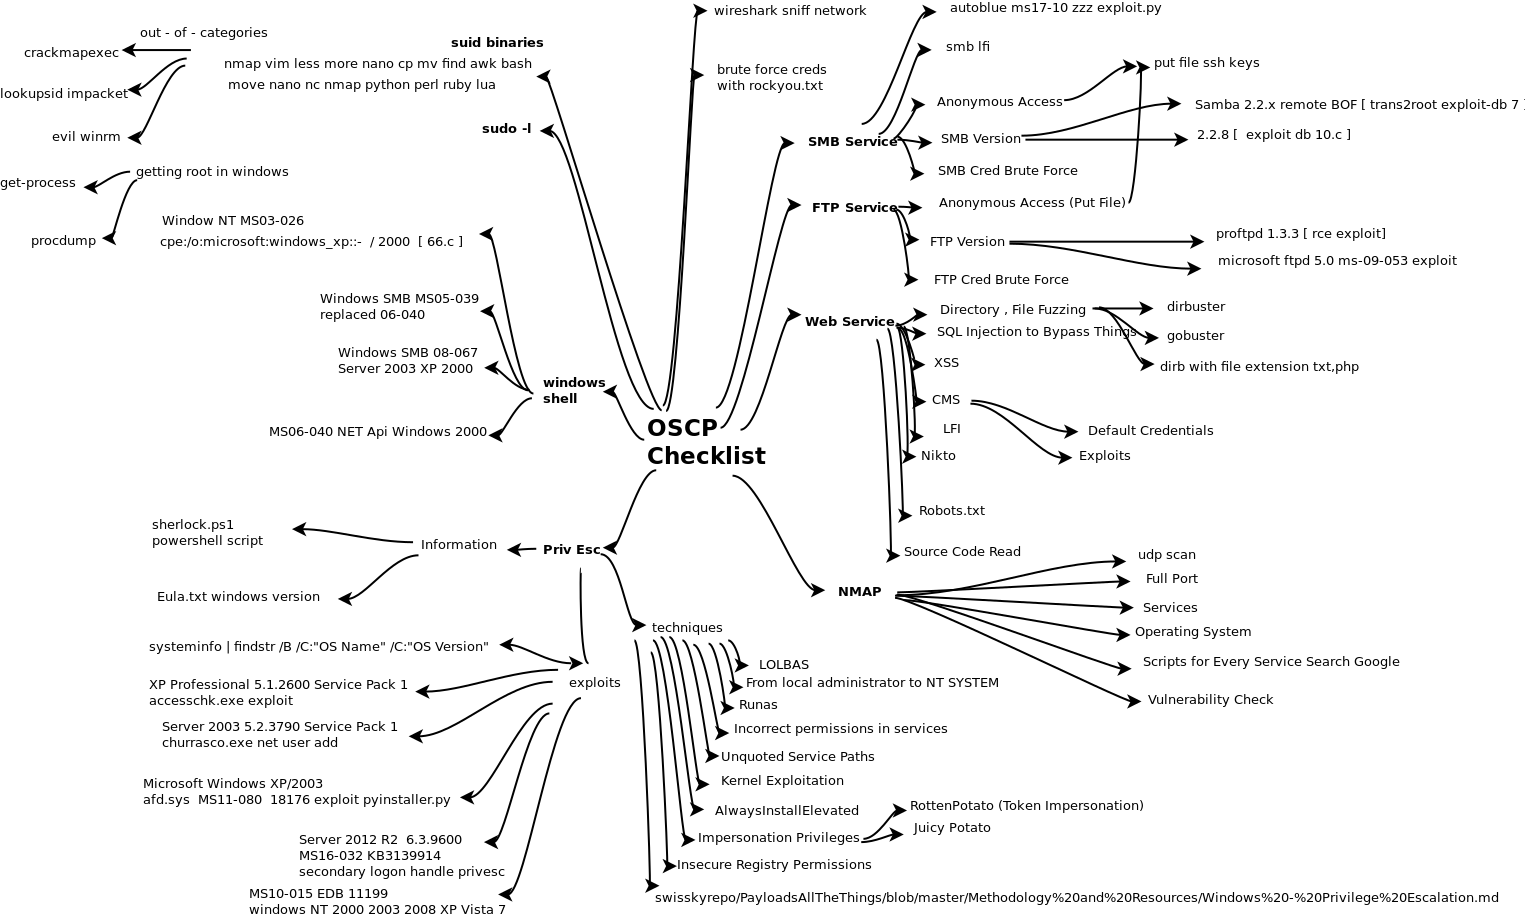 out - of - categories
crackmapexec
lookupsid impacket
evil winrm
getting root in windows
get-process
procdump
suid binaries
nmap vim less more nano cp mv find awk bash
move nano nc nmap python perl ruby lua
sudo -l
wireshark sniff network
brute force creds
with rockyou.txt
Window NT MS03-026
cpe:/o:microsoft:windows_xp::-  / 2000  [ 66.c ]
Windows SMB MS05-039
replaced 06-040
Windows SMB 08-067
Server 2003 XP 2000
MS06-040 NET Api Windows 2000
windows
shell
OSCP
Checklist
SMB Service
autoblue ms17-10 zzz exploit.py
smb lfi
Anonymous Access
put file ssh keys
SMB Version
Samba 2.2.x remote BOF [ trans2root exploit-db 7 ]
2.2.8 [  exploit db 10.c ]
SMB Cred Brute Force
FTP Service
Anonymous Access (Put File)
FTP Version
proftpd 1.3.3 [ rce exploit]
microsoft ftpd 5.0 ms-09-053 exploit
FTP Cred Brute Force
Web Service
Directory , File Fuzzing
dirbuster
gobuster
dirb with file extension txt,php
SQL Injection to Bypass Things
XSS
CMS
Default Credentials
Exploits
LFI
Nikto
Robots.txt
Source Code Read
NMAP
udp scan
Full Port
Services
Operating System
Scripts for Every Service Search Google
Vulnerability Check
Priv Esc
Information
sherlock.ps1
powershell script
Eula.txt windows version
exploits
systeminfo | findstr /B /C:"OS Name" /C:"OS Version"
XP Professional 5.1.2600 Service Pack 1
accesschk.exe exploit
Server 2003 5.2.3790 Service Pack 1
churrasco.exe net user add
Microsoft Windows XP/2003
afd.sys  MS11-080  18176 exploit pyinstaller.py
Server 2012 R2  6.3.9600
MS16-032 KB3139914
secondary logon handle privesc
MS10-015 EDB 11199
windows NT 2000 2003 2008 XP Vista 7
techniques
LOLBAS
From local administrator to NT SYSTEM
Runas
Incorrect permissions in services
Unquoted Service Paths
Kernel Exploitation
AlwaysInstallElevated
Impersonation Privileges
RottenPotato (Token Impersonation)
Juicy Potato
Insecure Registry Permissions
swisskyrepo/PayloadsAllTheThings/blob/master/Methodology%20and%20Resources/Windows%20-%20Privilege%20Escalation.md